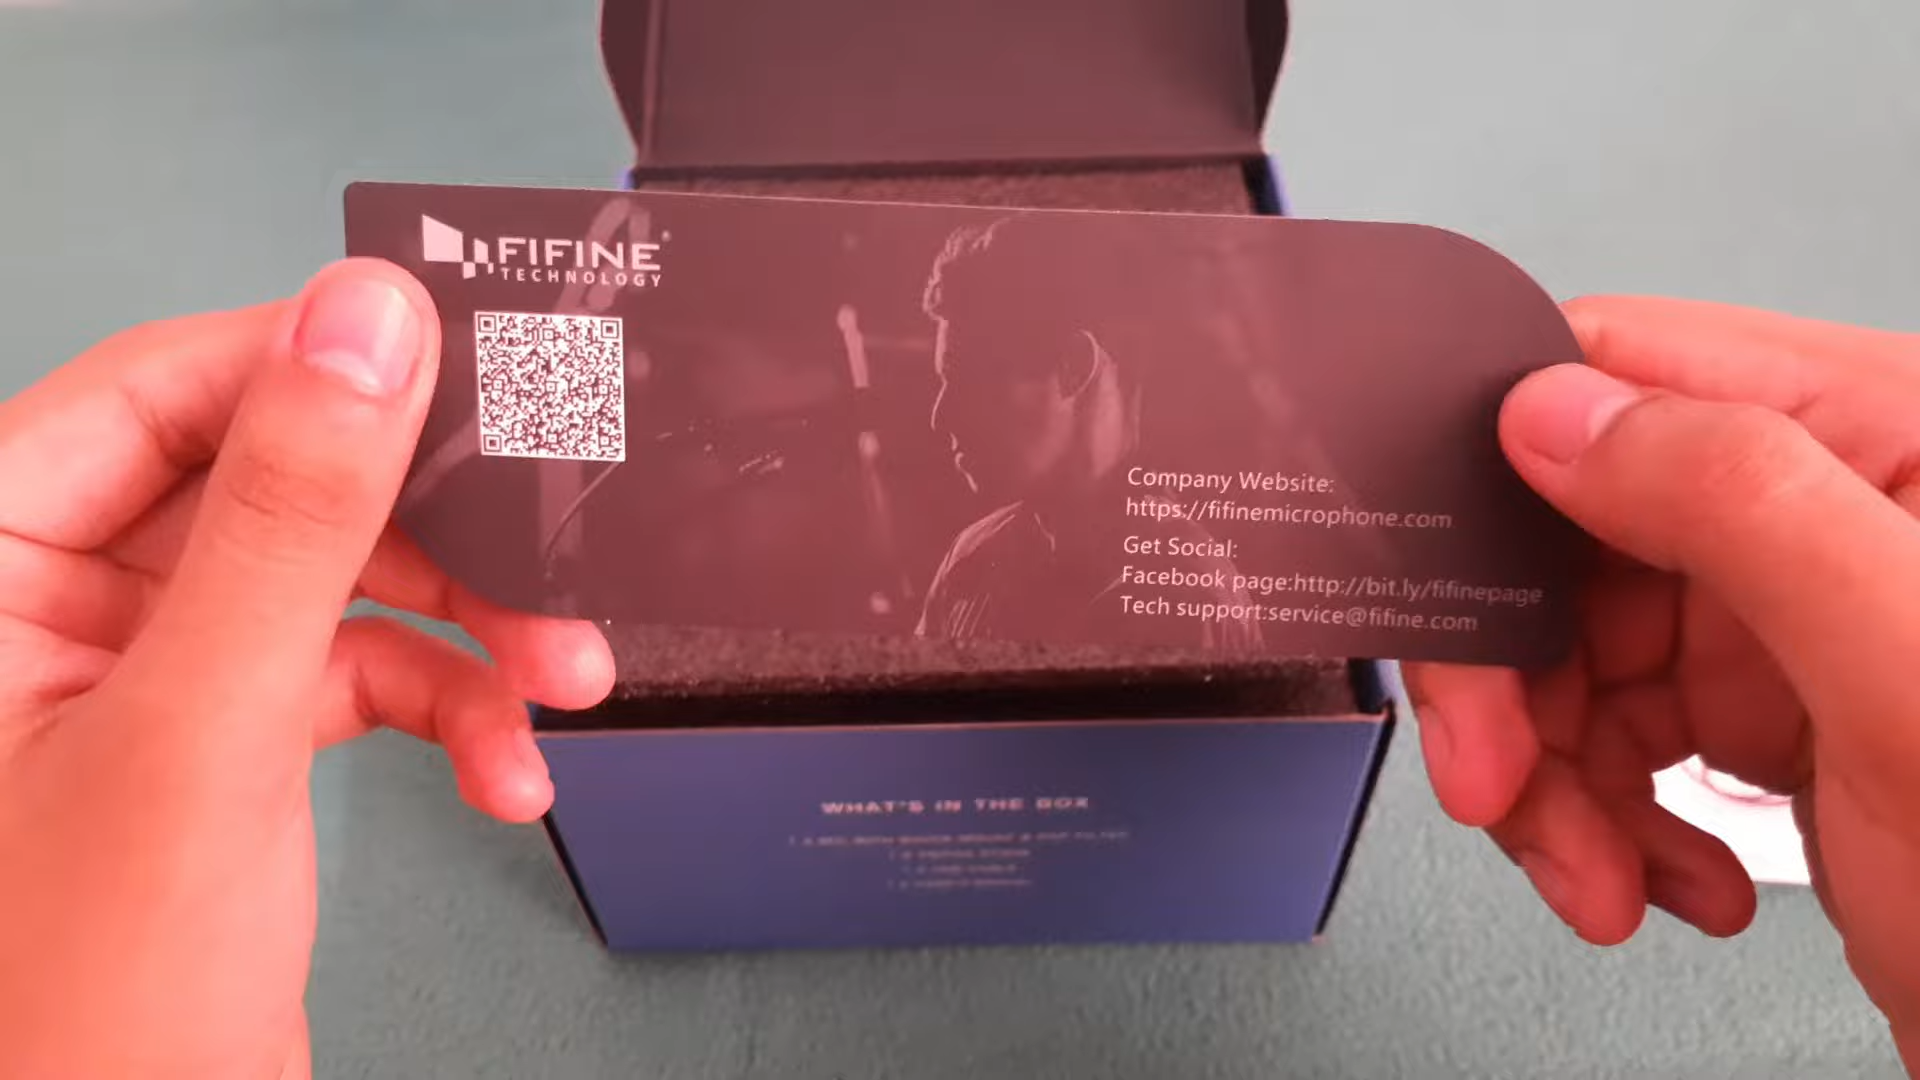 FIFINE®
TECHNOLOGY
Company Website:
https://fifinemicrophone.com
Get Social:
Facebook page:http://bit.ly/fifinepage
Tech support:service@fifine.com
WHAT'S IN THE BOX